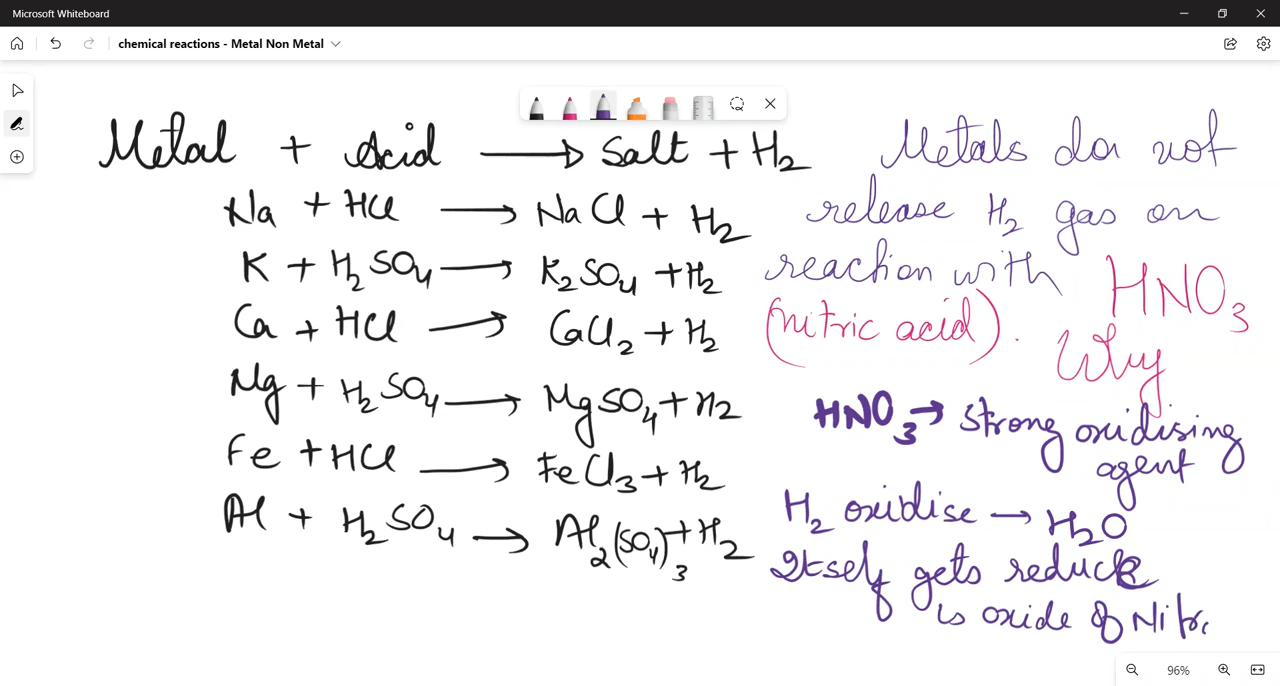 Microsoft Whiteboard
chemical reactions - Metal Non Metal
Metal + Acid → Salt + H2
Na + HCl → NaCl + H2
K + H2SO4 → K2SO4 + H2
Ca + HCl → CaCl2 + H2
Mg + H2SO4 → MgSO4 + H2
Fe + HCl → FeCl3 + H2
Al + H2SO4 → Al2(SO4)3 + H2
Metals do not
release H2 gas on
reaction with HNO3
(nitric acid). Why
HNO3 → Strong oxidising
agent
H2 oxidise → H2O
Itself gets reduce
is oxide of Nitr
96%